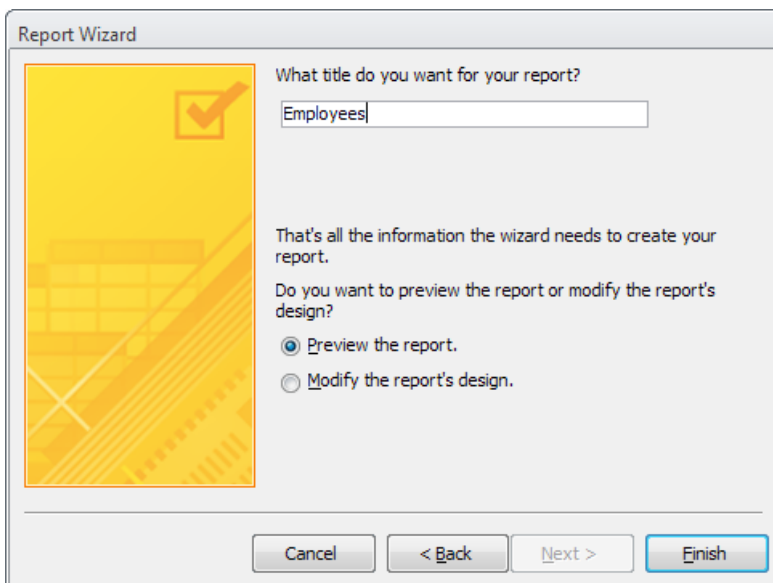 Report Wizard
What title do you want for your report?
Employees
That's all the information the wizard needs to create your
report.
Do you want to preview the report or modify the report's
design?
Preview the report.
Modify the report's design.
Cancel
< Back
Next >
Finish